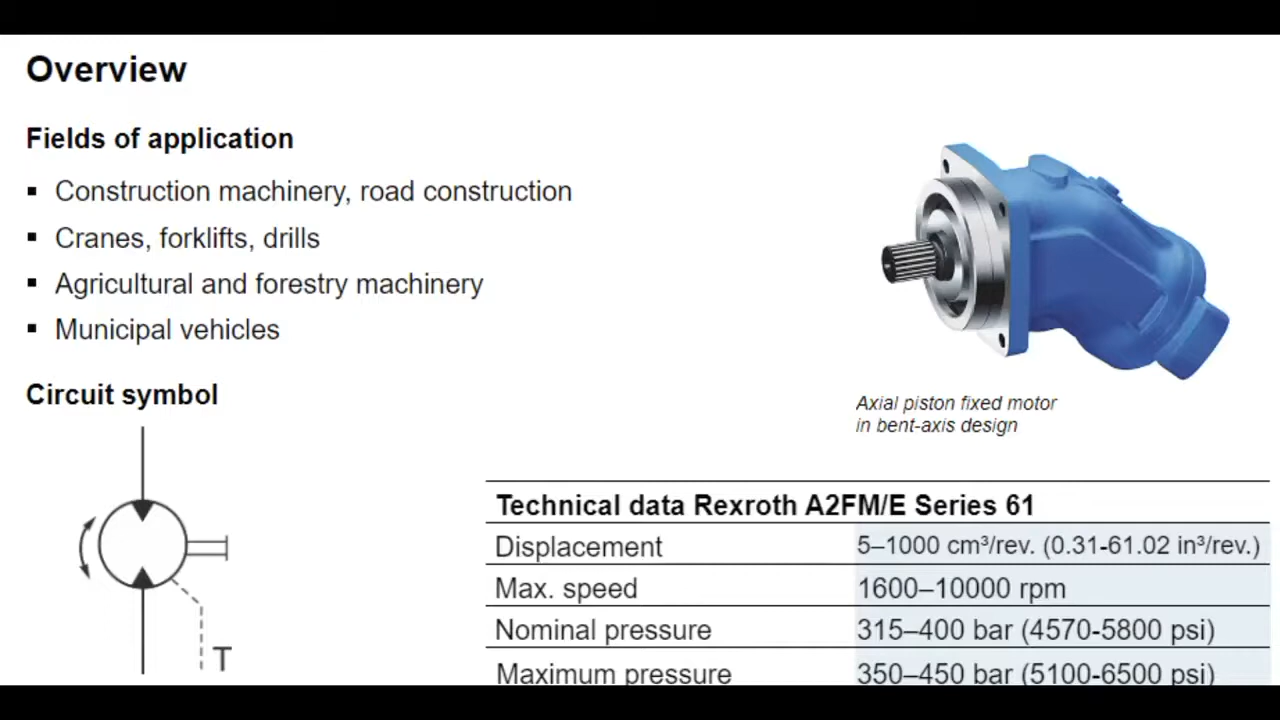 Overview
Fields of application
▪ Construction machinery, road construction
▪ Cranes, forklifts, drills
▪ Agricultural and forestry machinery
▪ Municipal vehicles
Circuit symbol
T
Axial piston fixed motor
in bent-axis design
Technical data Rexroth A2FM/E Series 61
Displacement 5–1000 cm³/rev. (0.31-61.02 in³/rev.)
Max. speed 1600–10000 rpm
Nominal pressure 315–400 bar (4570-5800 psi)
Maximum pressure 350–450 bar (5100-6500 psi)